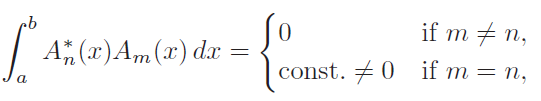 ∫_a^b A_n^*(x)A_m(x) dx = { 0 if m ≠ n,
const. ≠ 0 if m = n,